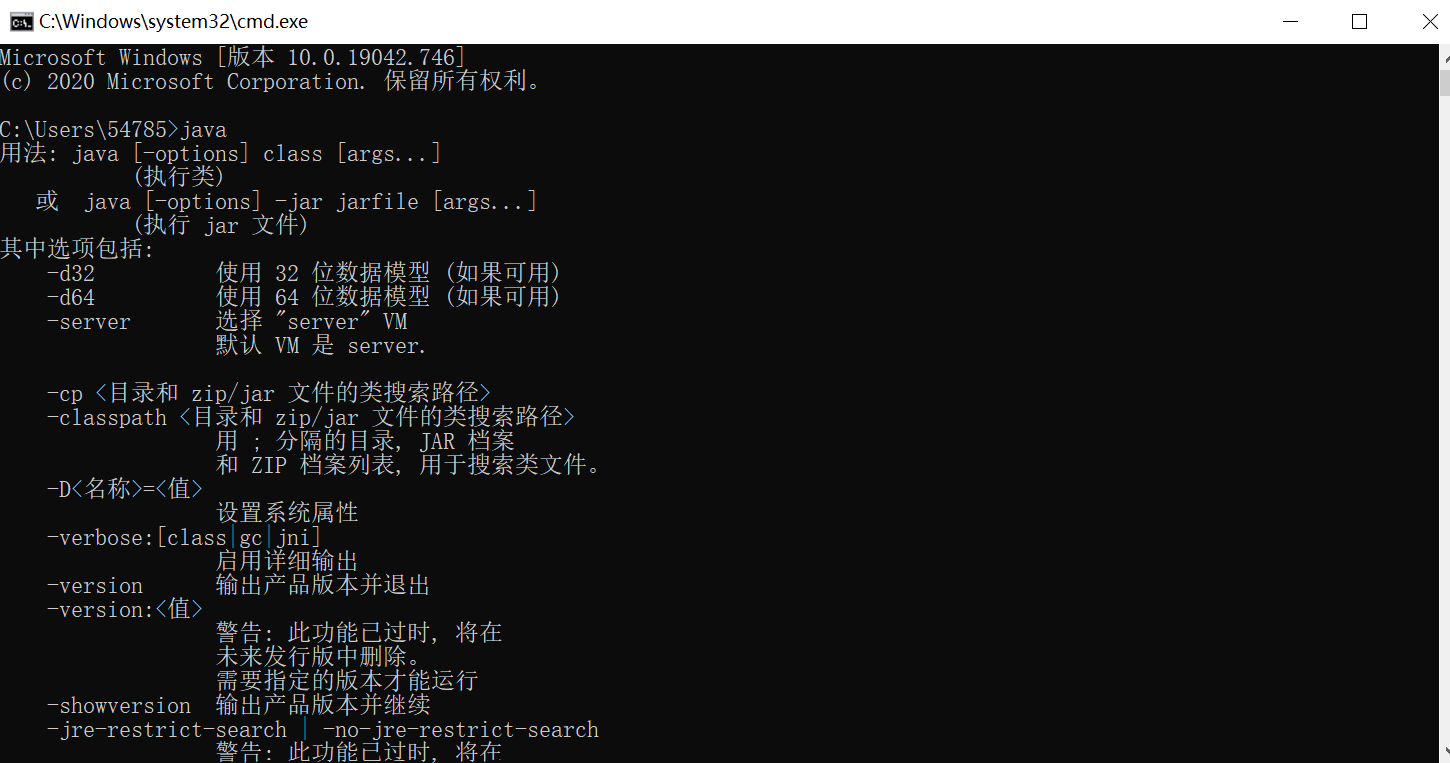 C:\Windows\system32\cmd.exe
Microsoft Windows [版本 10.0.19042.746]
(c) 2020 Microsoft Corporation. 保留所有权利。
C:\Users\54785>java
用法: java [-options] class [args...]
(执行类)
或  java [-options] -jar jarfile [args...]
(执行 jar 文件)
其中选项包括:
-d32          使用 32 位数据模型 (如果可用)
-d64          使用 64 位数据模型 (如果可用)
-server       选择 "server" VM
默认 VM 是 server.
-cp <目录和 zip/jar 文件的类搜索路径>
-classpath <目录和 zip/jar 文件的类搜索路径>
用 ; 分隔的目录, JAR 档案
和 ZIP 档案列表, 用于搜索类文件。
-D<名称>=<值>
设置系统属性
-verbose:[class|gc|jni]
启用详细输出
-version      输出产品版本并退出
-version:<值>
警告: 此功能已过时, 将在
未来发行版中删除。
需要指定的版本才能运行
-showversion  输出产品版本并继续
-jre-restrict-search | -no-jre-restrict-search
警告: 此功能已过时, 将在